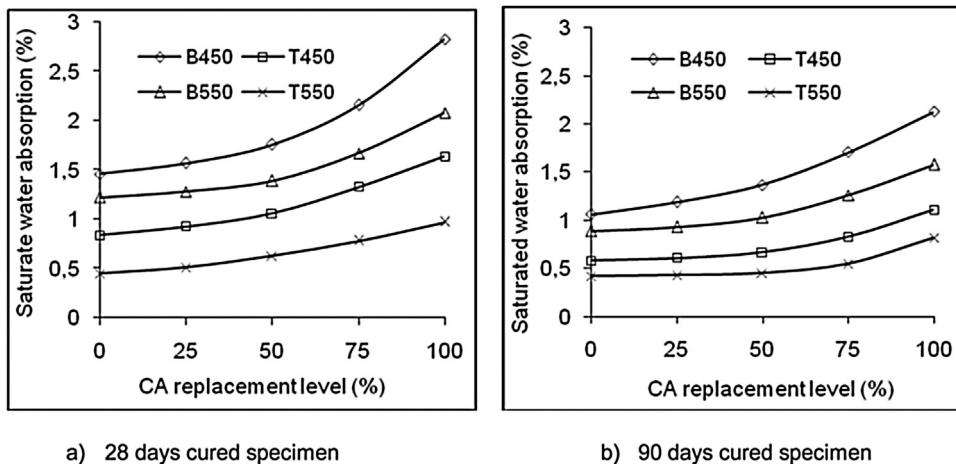 Saturate water absorption (%)
3
2,5
2
1,5
1
0,5
0
B450
T450
B550
T550
0 25 50 75 100
CA replacement level (%)
a) 28 days cured specimen
Saturated water absorption (%)
3
2,5
2
1,5
1
0,5
0
B450
T450
B550
T550
0 25 50 75 100
CA replacement level (%)
b) 90 days cured specimen